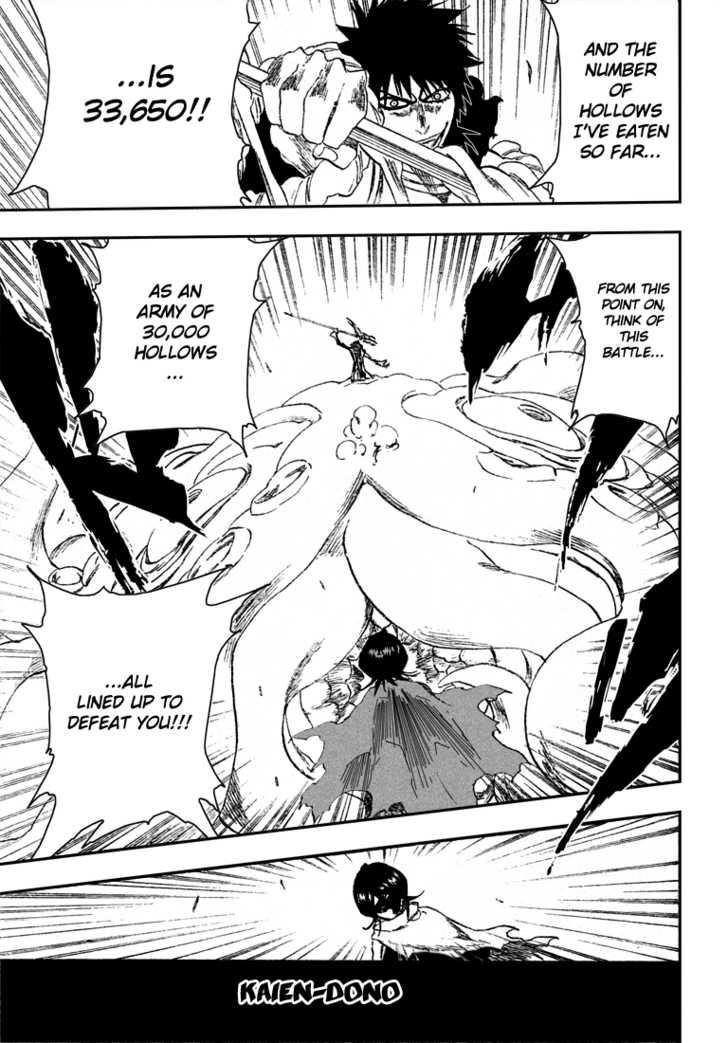 AND THE
NUMBER
OF
HOLLOWS
I'VE EATEN
SO FAR...
...IS
33,650!!
FROM THIS
POINT ON,
THINK OF
THIS
BATTLE...
AS AN
ARMY OF
30,000
HOLLOWS
...
...ALL
LINED UP TO
DEFEAT YOU!!!
KAIEN-DONO